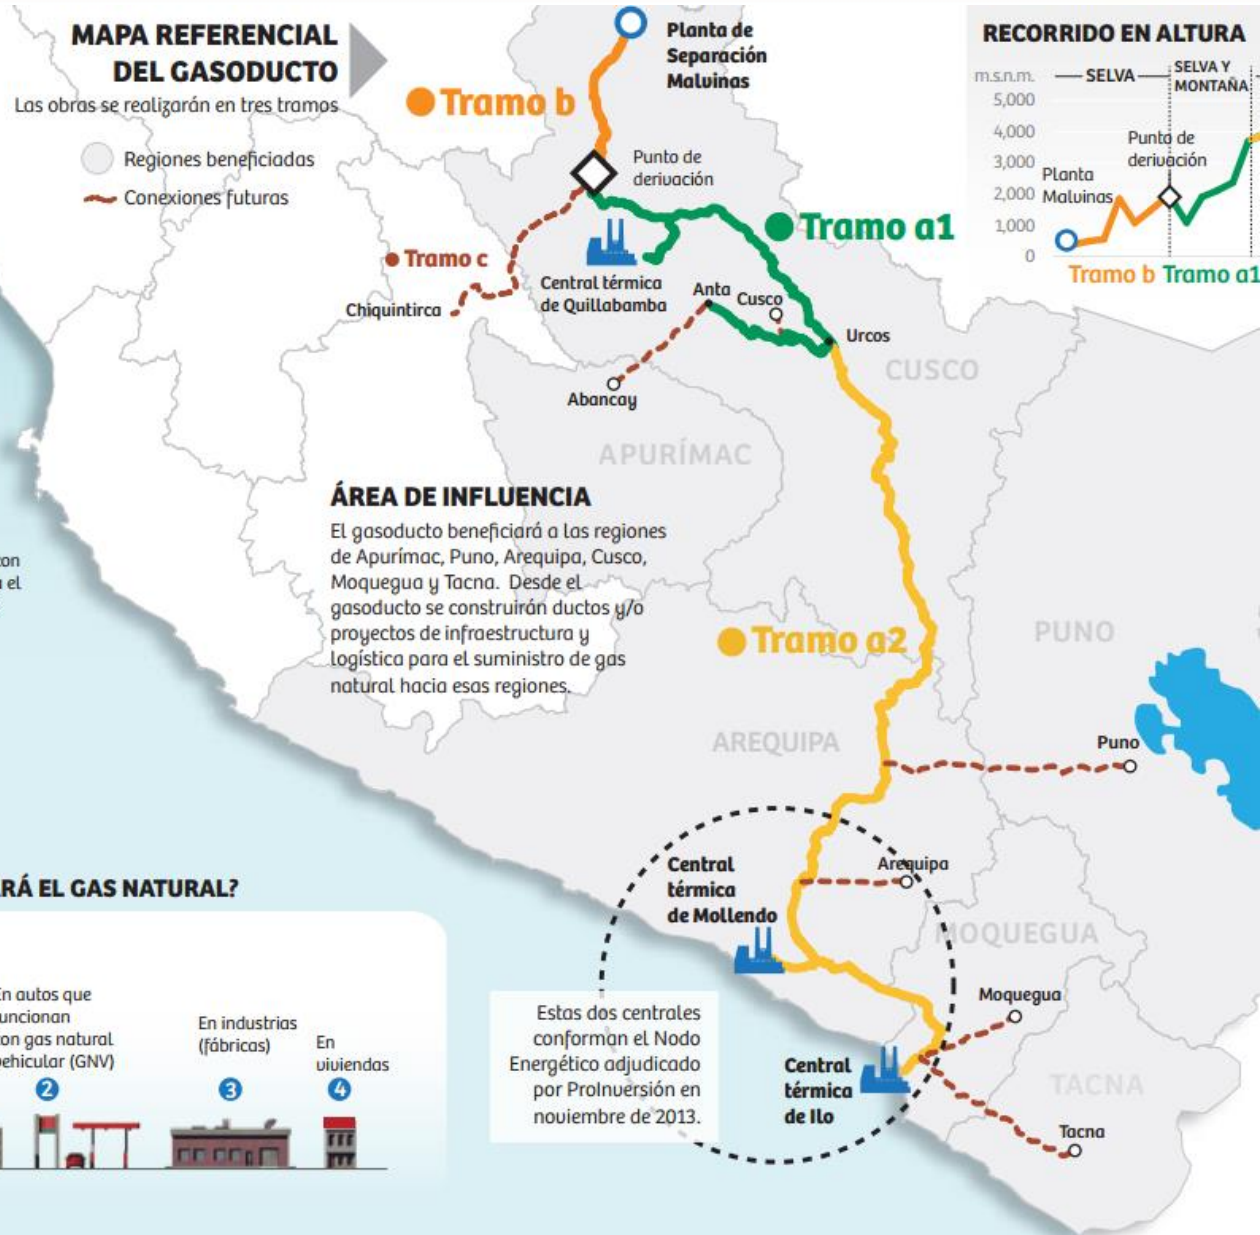 MAPA REFERENCIAL
DEL GASODUCTO
Las obras se realizarán en tres tramos
Regiones beneficiadas
Conexiones futuras
Planta de
Separación
Malvinas
Tramo b
Punto de
derivación
Tramo a1
Tramo c
Chiquintirca
Central térmica
de Quillabamba
Anta
Cusco
Urcos
Abancay
CUSCO
APURÍMAC
RECORRIDO EN ALTURA
m.s.n.m.
SELVA
SELVA Y
MONTAÑA
5,000
4,000
3,000
2,000
1,000
0
Planta
Malvinas
Punto de
derivación
Tramo b
Tramo a1
ÁREA DE INFLUENCIA
El gasoducto beneficiará a las regiones
de Apurímac, Puno, Arequipa, Cusco,
Moquegua y Tacna. Desde el
gasoducto se construirán ductos y/o
proyectos de infraestructura y
logística para el suministro de gas
natural hacia esas regiones.
Tramo a2
PUNO
AREQUIPA
Puno
Central
térmica
de Mollendo
Arequipa
MOQUEGUA
Moquegua
Estas dos centrales
conforman el Nodo
Energético adjudicado
por ProInversión en
noviembre de 2013.
Central
térmica
de Ilo
TACNA
Tacna
EL GAS NATURAL?
En autos que
funcionan
con gas natural
vehicular (GNV)
2
En industrias
(fábricas)
3
En
viviendas
4